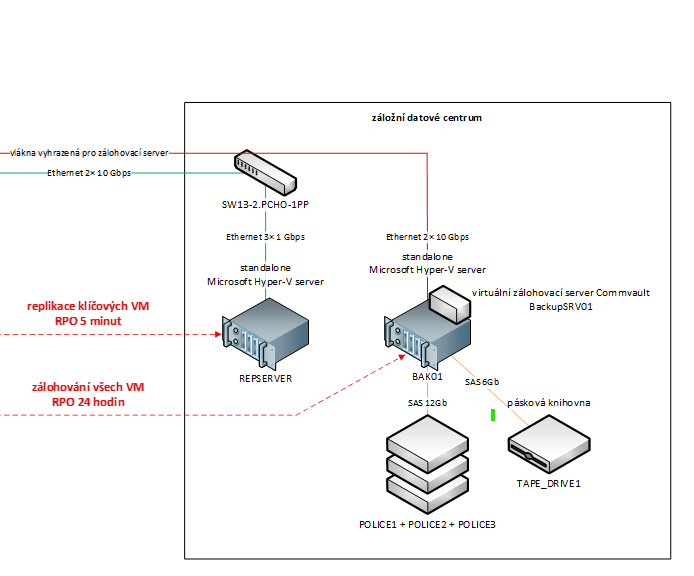 záložní datové centrum
vlákna vyhrazená pro zálohovací server
Ethernet 2× 10 Gbps
SW13-2.PCHO-1PP
Ethernet 3× 1 Gbps
Ethernet 2× 10 Gbps
standalone
Microsoft Hyper-V server
standalone
Microsoft Hyper-V server
virtuální zálohovací server Commvault
BackupSRV01
replikace klíčových VM
RPO 5 minut
REPSERVER
BAK01
zálohování všech VM
RPO 24 hodin
SAS 6Gb
SAS 12Gb
pásková knihovna
TAPE_DRIVE1
POLICE1 + POLICE2 + POLICE3